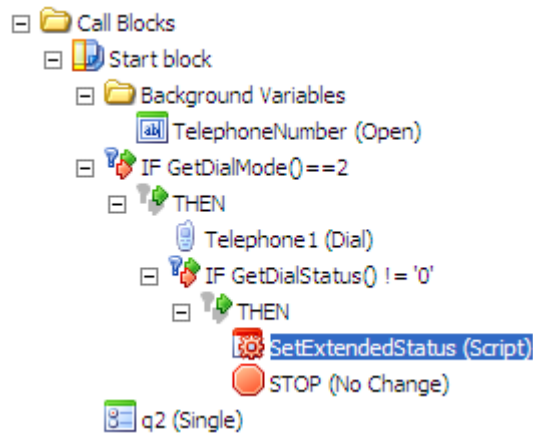 Call Blocks
Start block
Background Variables
ab TelephoneNumber (Open)
IF GetDialMode()==2
THEN
Telephone1 (Dial)
IF GetDialStatus() != '0'
THEN
SetExtendedStatus (Script)
STOP (No Change)
q2 (Single)